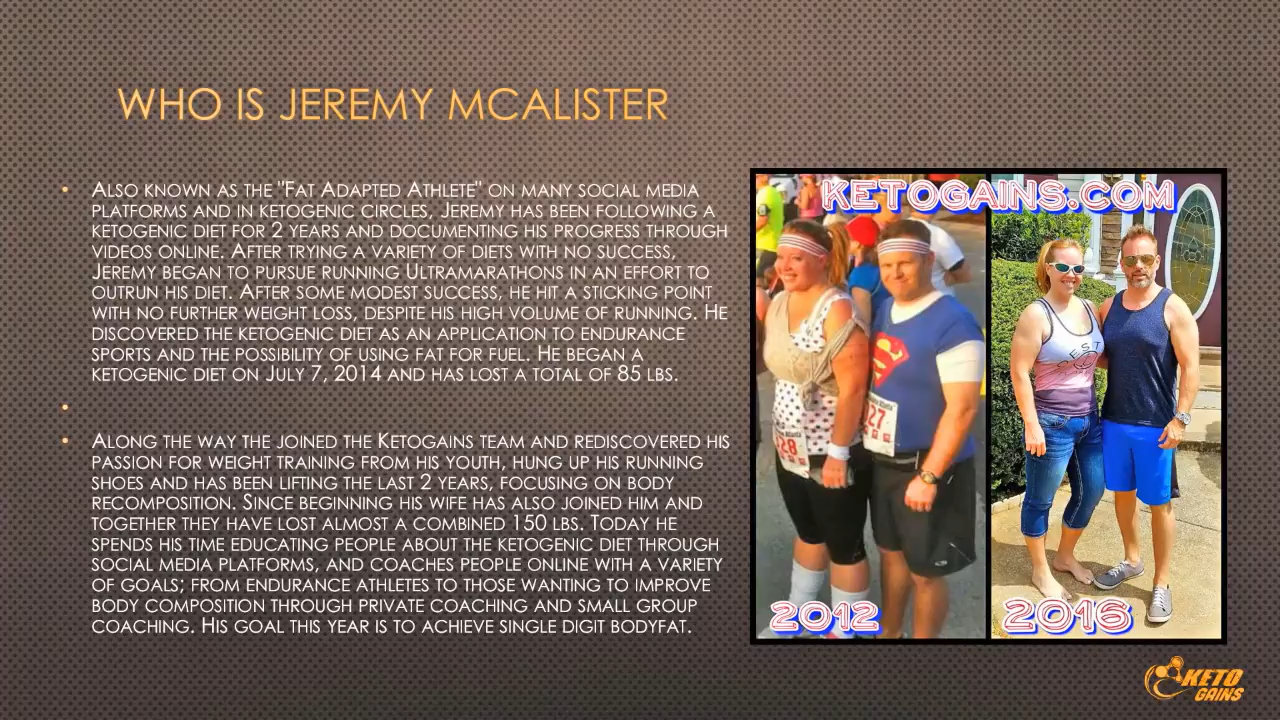 WHO IS JEREMY MCALISTER
• ALSO KNOWN AS THE "FAT ADAPTED ATHLETE" ON MANY SOCIAL MEDIA
PLATFORMS AND IN KETOGENIC CIRCLES, JEREMY HAS BEEN FOLLOWING A
KETOGENIC DIET FOR 2 YEARS AND DOCUMENTING HIS PROGRESS THROUGH
VIDEOS ONLINE. AFTER TRYING A VARIETY OF DIETS WITH NO SUCCESS,
JEREMY BEGAN TO PURSUE RUNNING ULTRAMARATHONS IN AN EFFORT TO
OUTRUN HIS DIET. AFTER SOME MODEST SUCCESS, HE HIT A STICKING POINT
WITH NO FURTHER WEIGHT LOSS, DESPITE HIS HIGH VOLUME OF RUNNING. HE
DISCOVERED THE KETOGENIC DIET AS AN APPLICATION TO ENDURANCE
SPORTS AND THE POSSIBILITY OF USING FAT FOR FUEL. HE BEGAN A
KETOGENIC DIET ON JULY 7, 2014 AND HAS LOST A TOTAL OF 85 LBS.
•
• ALONG THE WAY THE JOINED THE KETOGAINS TEAM AND REDISCOVERED HIS
PASSION FOR WEIGHT TRAINING FROM HIS YOUTH, HUNG UP HIS RUNNING
SHOES AND HAS BEEN LIFTING THE LAST 2 YEARS, FOCUSING ON BODY
RECOMPOSITION. SINCE BEGINNING HIS WIFE HAS ALSO JOINED HIM AND
TOGETHER THEY HAVE LOST ALMOST A COMBINED 150 LBS. TODAY HE
SPENDS HIS TIME EDUCATING PEOPLE ABOUT THE KETOGENIC DIET THROUGH
SOCIAL MEDIA PLATFORMS, AND COACHES PEOPLE ONLINE WITH A VARIETY
OF GOALS; FROM ENDURANCE ATHLETES TO THOSE WANTING TO IMPROVE
BODY COMPOSITION THROUGH PRIVATE COACHING AND SMALL GROUP
COACHING. HIS GOAL THIS YEAR IS TO ACHIEVE SINGLE DIGIT BODYFAT.
KETOGAINS.COM
2012
2016
KETO
GAINS